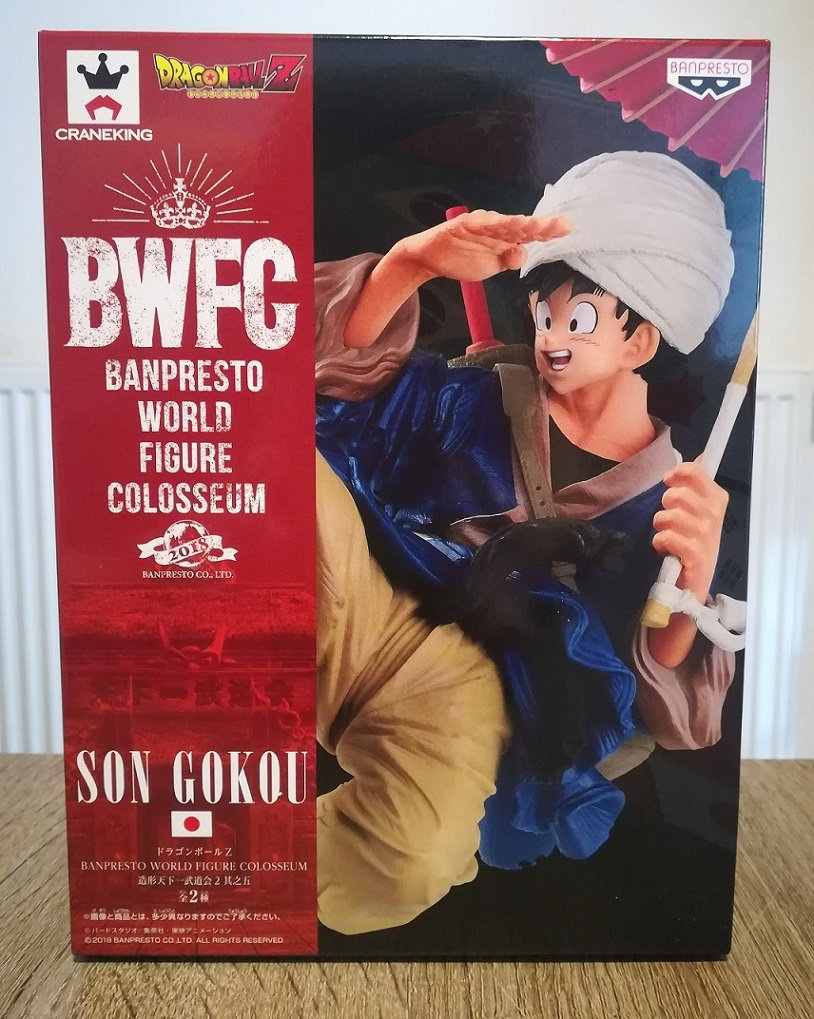 CRANEKING
DRAGONBALL Z
BANPRESTO
BWFC
BANPRESTO
WORLD
FIGURE
COLOSSEUM
2018
BANPRESTO CO., LTD.
SON GOKOU
ドラゴンボールZ
BANPRESTO WORLD FIGURE COLOSSEUM
造形天下一武道会2 其之五
全2種
※画像と商品とは、多少異なりますのでご了承ください。
©バードスタジオ/集英社・東映アニメーション
©2018 BANPRESTO CO.,LTD. ALL RIGHTS RESERVED